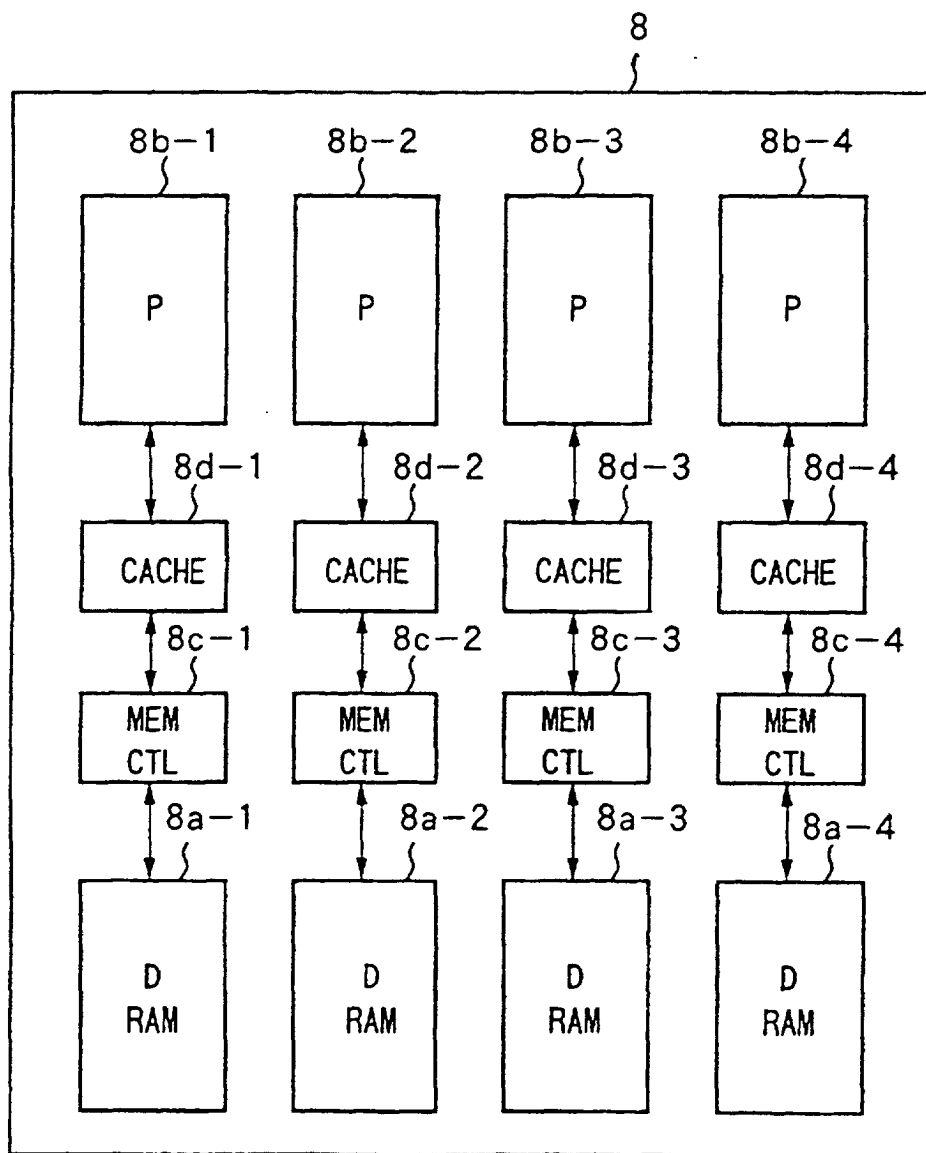 8
8b-1 8b-2 8b-3 8b-4
P P P P
8d-1 8d-2 8d-3 8d-4
CACHE CACHE CACHE CACHE
8c-1 8c-2 8c-3 8c-4
MEM MEM MEM MEM
CTL CTL CTL CTL
8a-1 8a-2 8a-3 8a-4
D D D D
RAM RAM RAM RAM